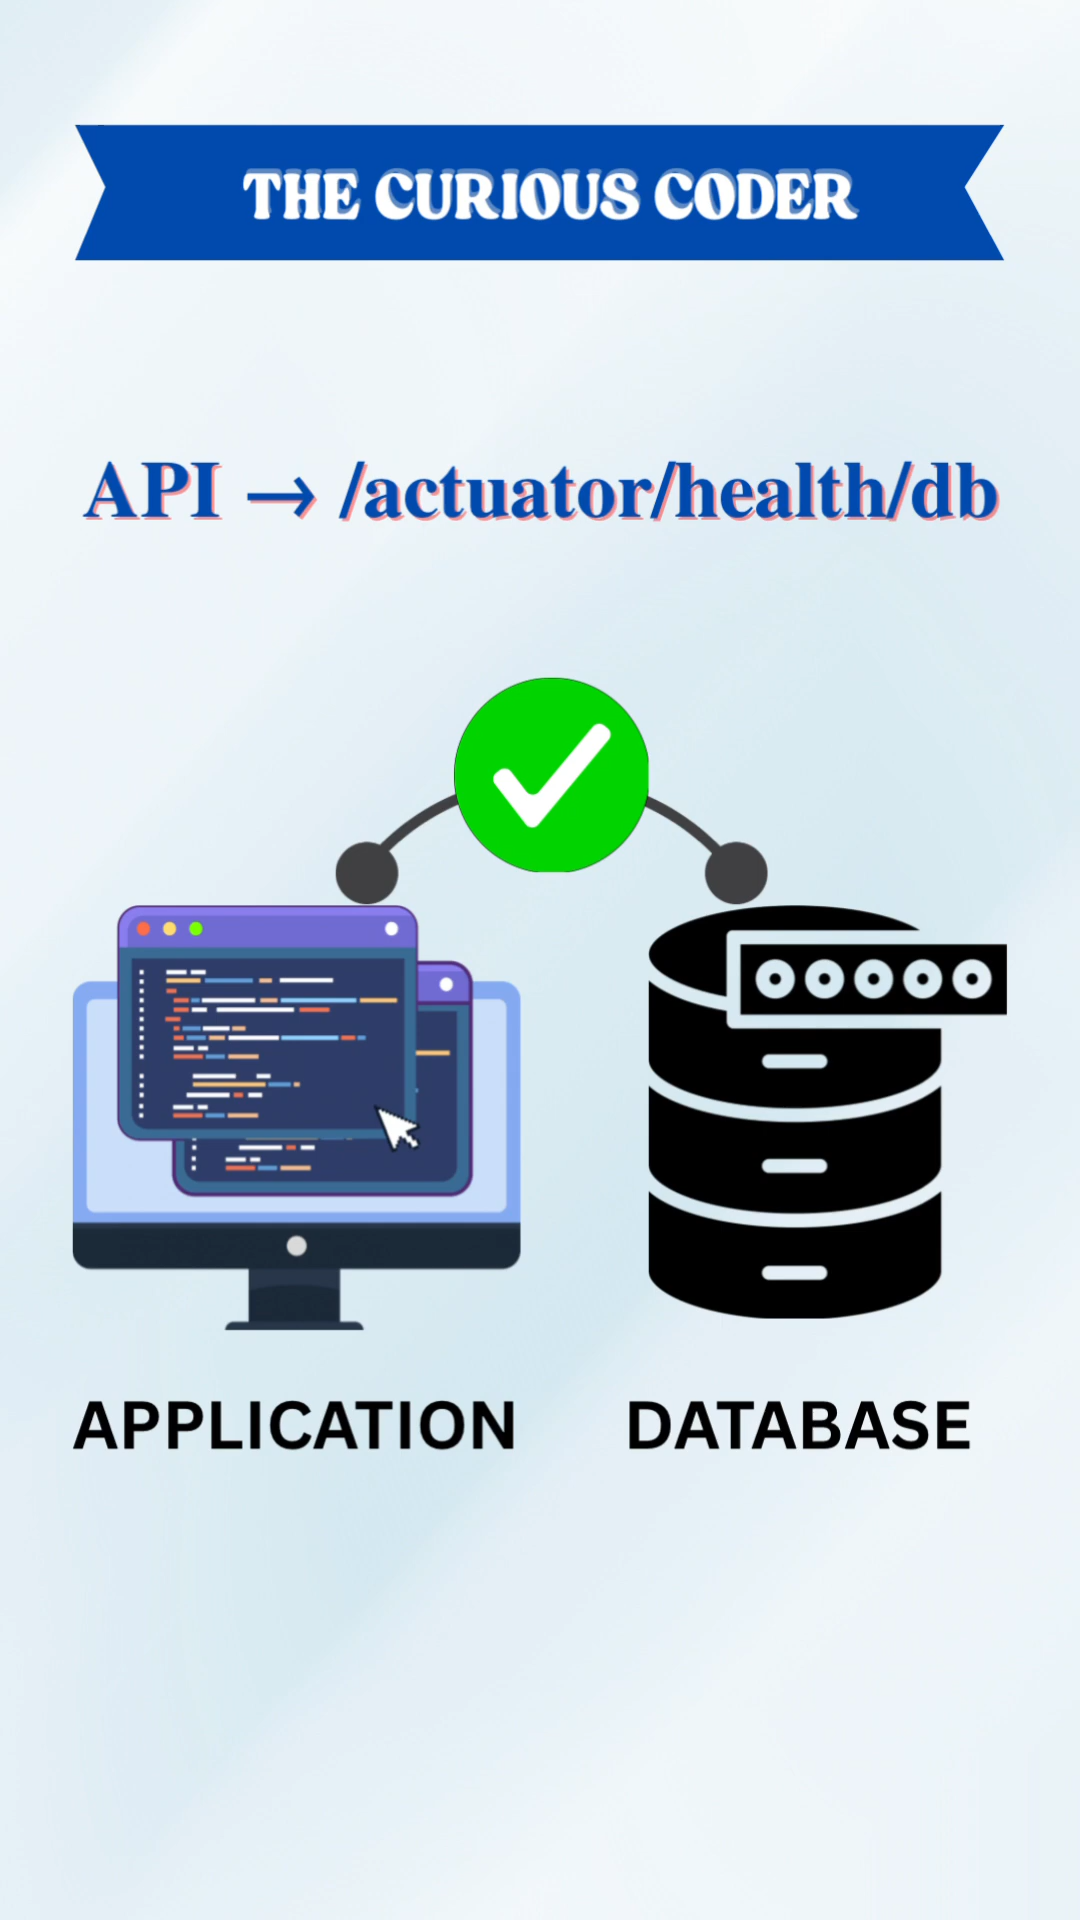 THE CURIOUS CODER
API → /actuator/health/db
APPLICATION
DATABASE